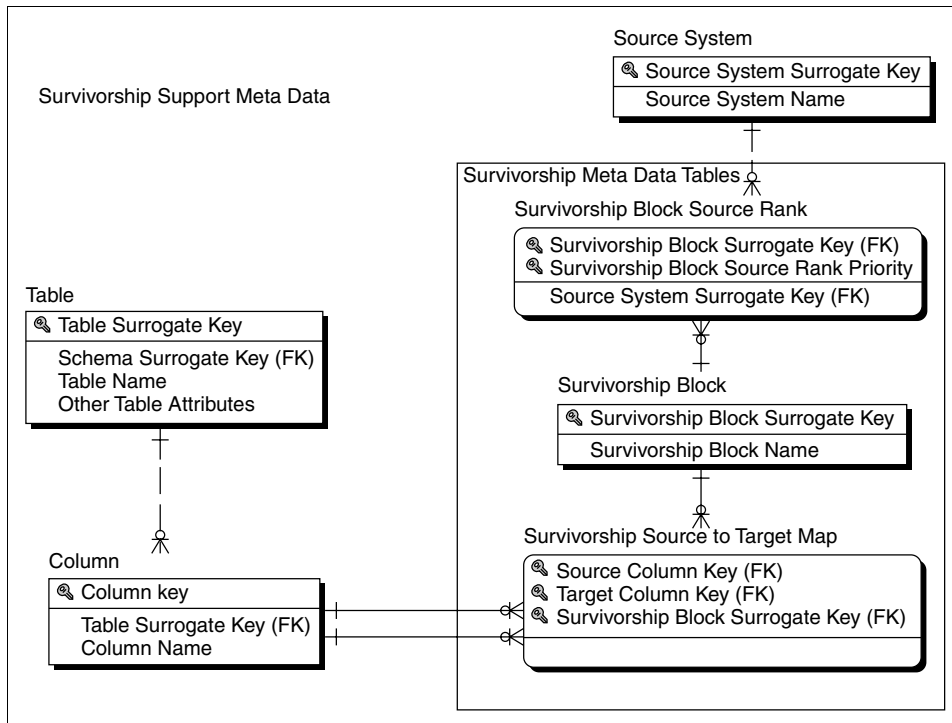 Survivorship Support Meta Data
Source System
Source System Surrogate Key
Source System Name
Survivorship Meta Data Tables
Survivorship Block Source Rank
Survivorship Block Surrogate Key (FK)
Survivorship Block Source Rank Priority
Source System Surrogate Key (FK)
Table
Table Surrogate Key
Schema Surrogate Key (FK)
Table Name
Other Table Attributes
Survivorship Block
Survivorship Block Surrogate Key
Survivorship Block Name
Column
Column key
Table Surrogate Key (FK)
Column Name
Survivorship Source to Target Map
Source Column Key (FK)
Target Column Key (FK)
Survivorship Block Surrogate Key (FK)